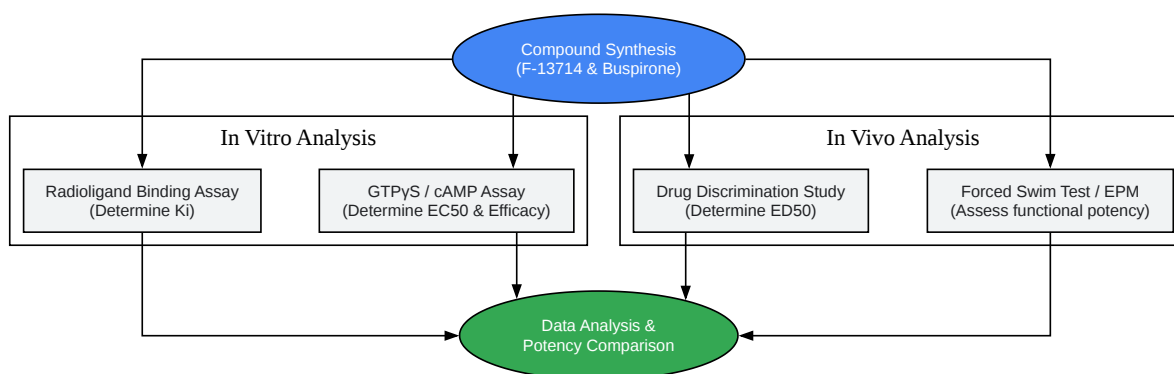 Compound Synthesis
(F-13714 & Buspirone)
In Vitro Analysis
In Vivo Analysis
Radioligand Binding Assay
(Determine Ki)
GTPγS / cAMP Assay
(Determine EC50 & Efficacy)
Drug Discrimination Study
(Determine ED50)
Forced Swim Test / EPM
(Assess functional potency)
Data Analysis &
Potency Comparison